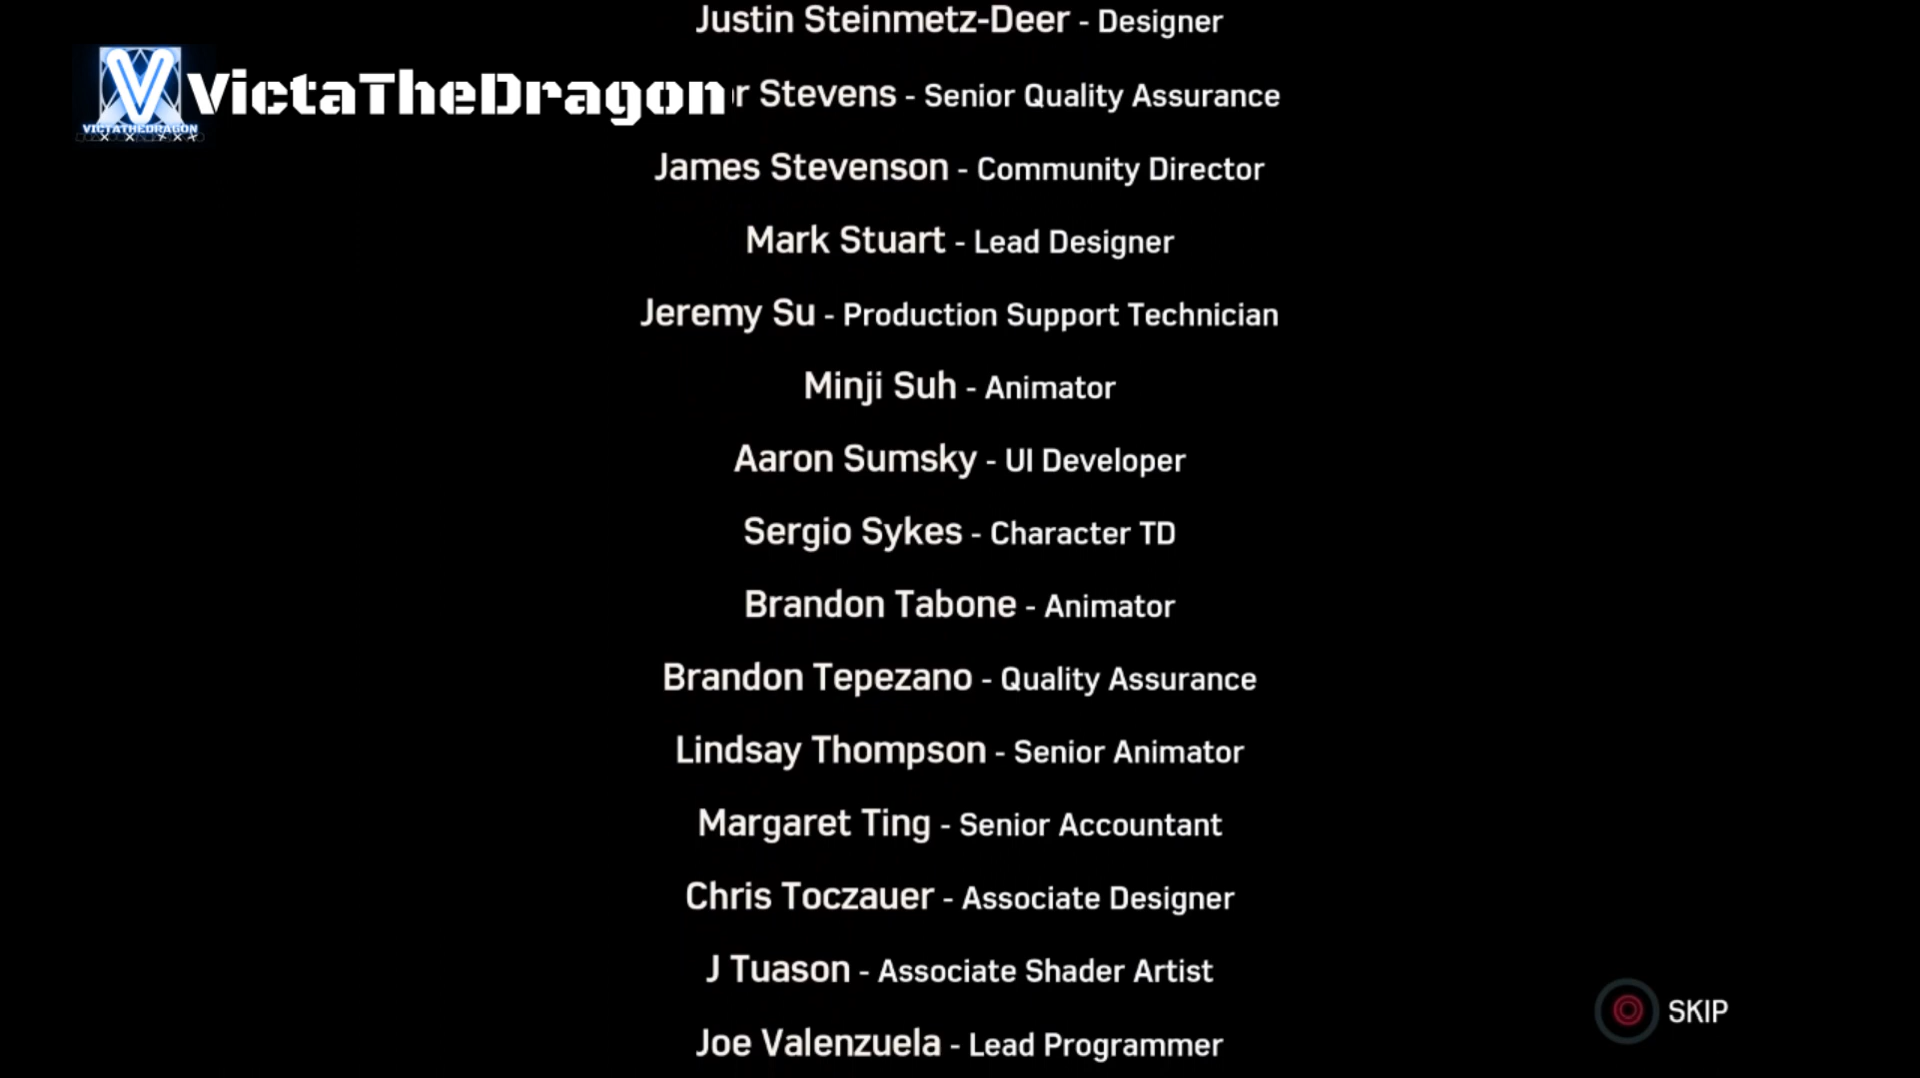 Justin Steinmetz-Deer - Designer
VictaTheDragon
VICTATHEDRAGON
r Stevens - Senior Quality Assurance
James Stevenson - Community Director
Mark Stuart - Lead Designer
Jeremy Su - Production Support Technician
Minji Suh - Animator
Aaron Sumsky - UI Developer
Sergio Sykes - Character TD
Brandon Tabone - Animator
Brandon Tepezano - Quality Assurance
Lindsay Thompson - Senior Animator
Margaret Ting - Senior Accountant
Chris Toczauer - Associate Designer
J Tuason - Associate Shader Artist
Joe Valenzuela - Lead Programmer
SKIP